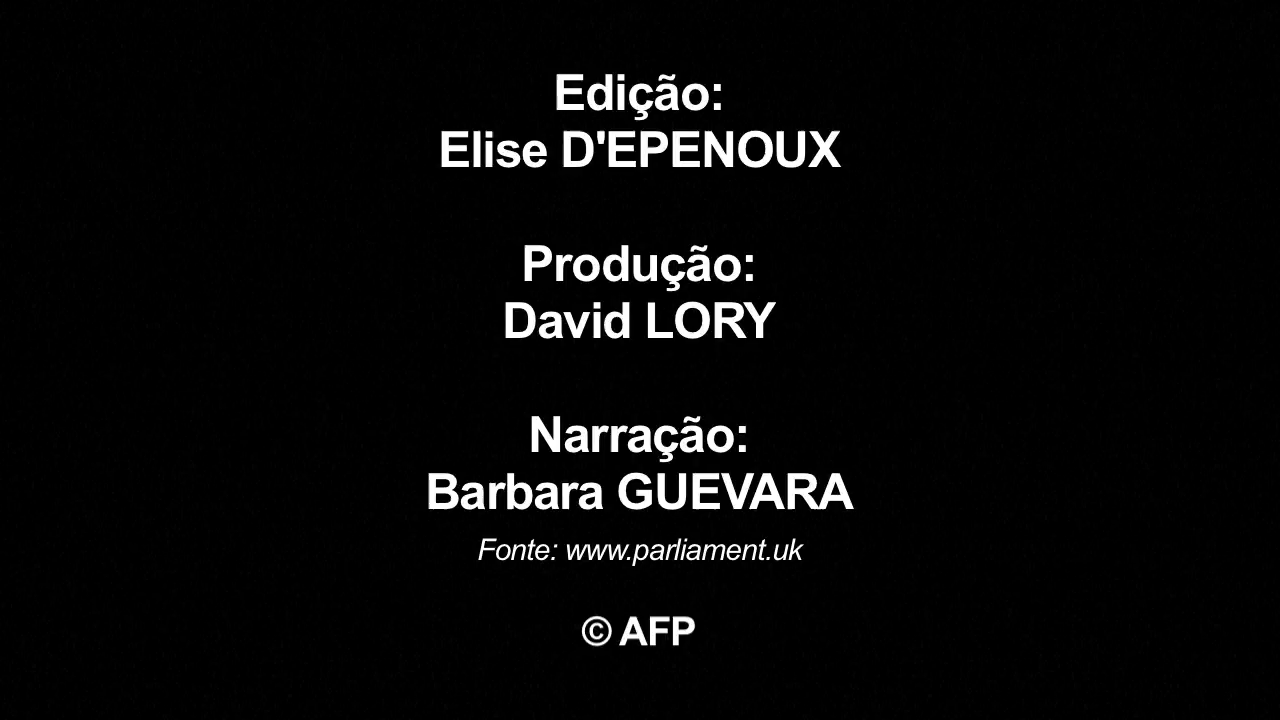 Edição:
Elise D'EPENOUX
Produção:
David LORY
Narração:
Barbara GUEVARA
Fonte: www.parliament.uk
© AFP